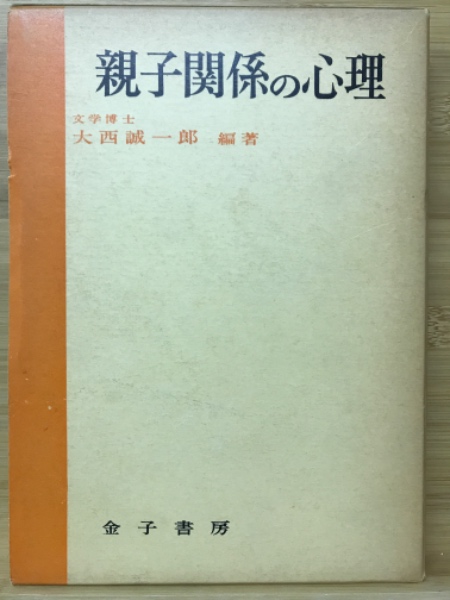 親子関係の心理
文学博士
大西誠一郎 編著
金子書房